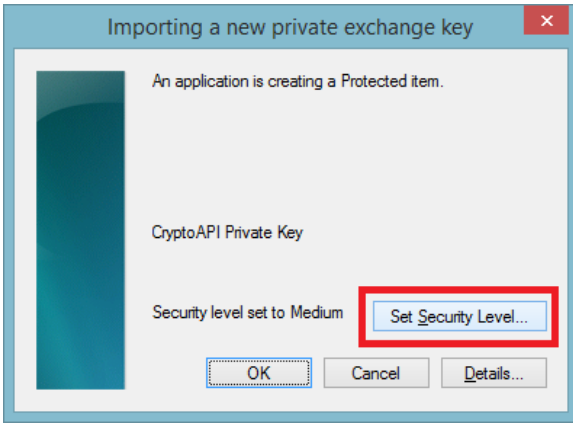 Importing a new private exchange key
An application is creating a Protected item.
CryptoAPI Private Key
Security level set to Medium
Set Security Level...
OK
Cancel
Details...